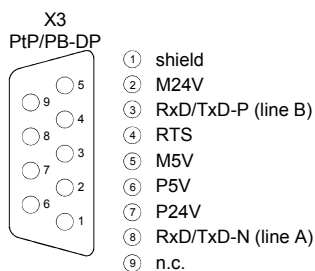 X3
PtP/PB-DP
5
9
4
8
3
7
2
6
1
1 shield
2 M24V
3 RxD/TxD-P (line B)
4 RTS
5 M5V
6 P5V
7 P24V
8 RxD/TxD-N (line A)
9 n.c.